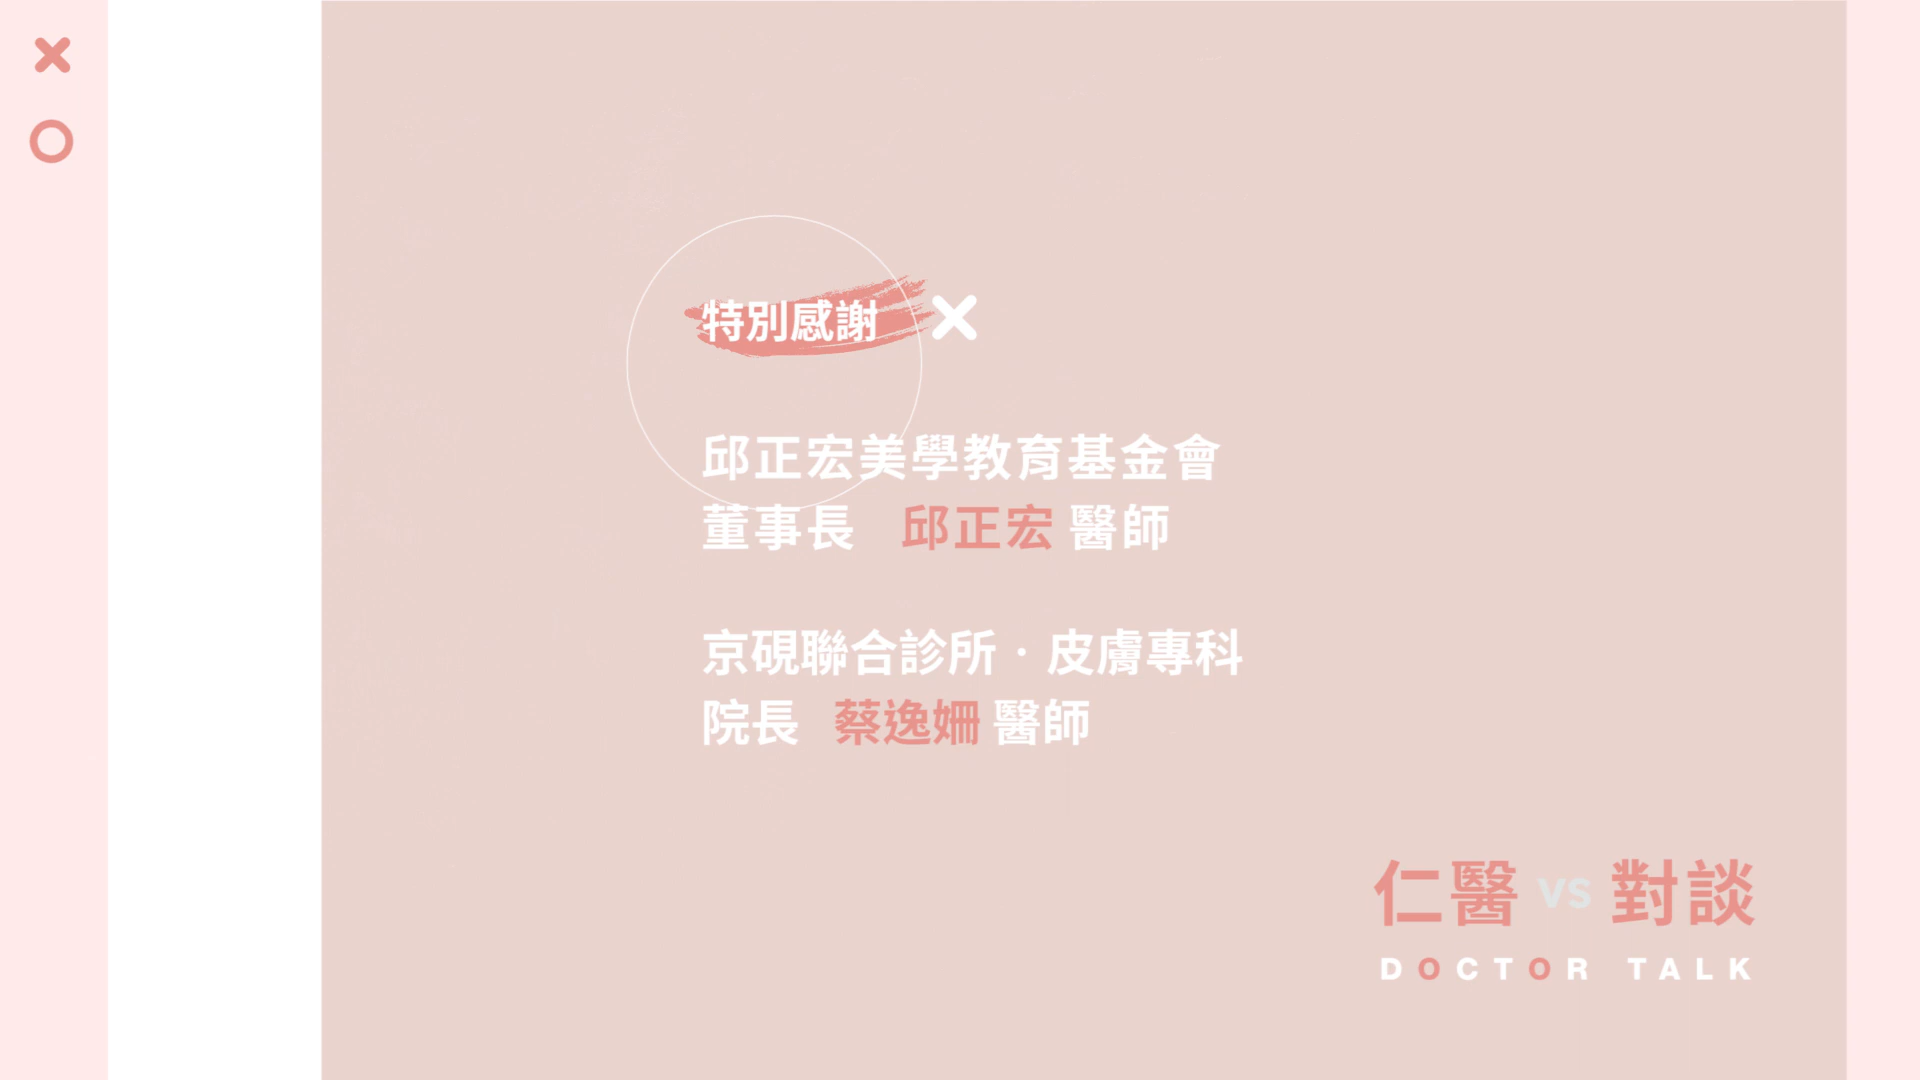 特別感謝
邱正宏美學教育基金會
董事長 邱正宏 醫師
京硯聯合診所·皮膚專科
院長 蔡逸姍 醫師
仁醫 VS 對談
DOCTOR TALK